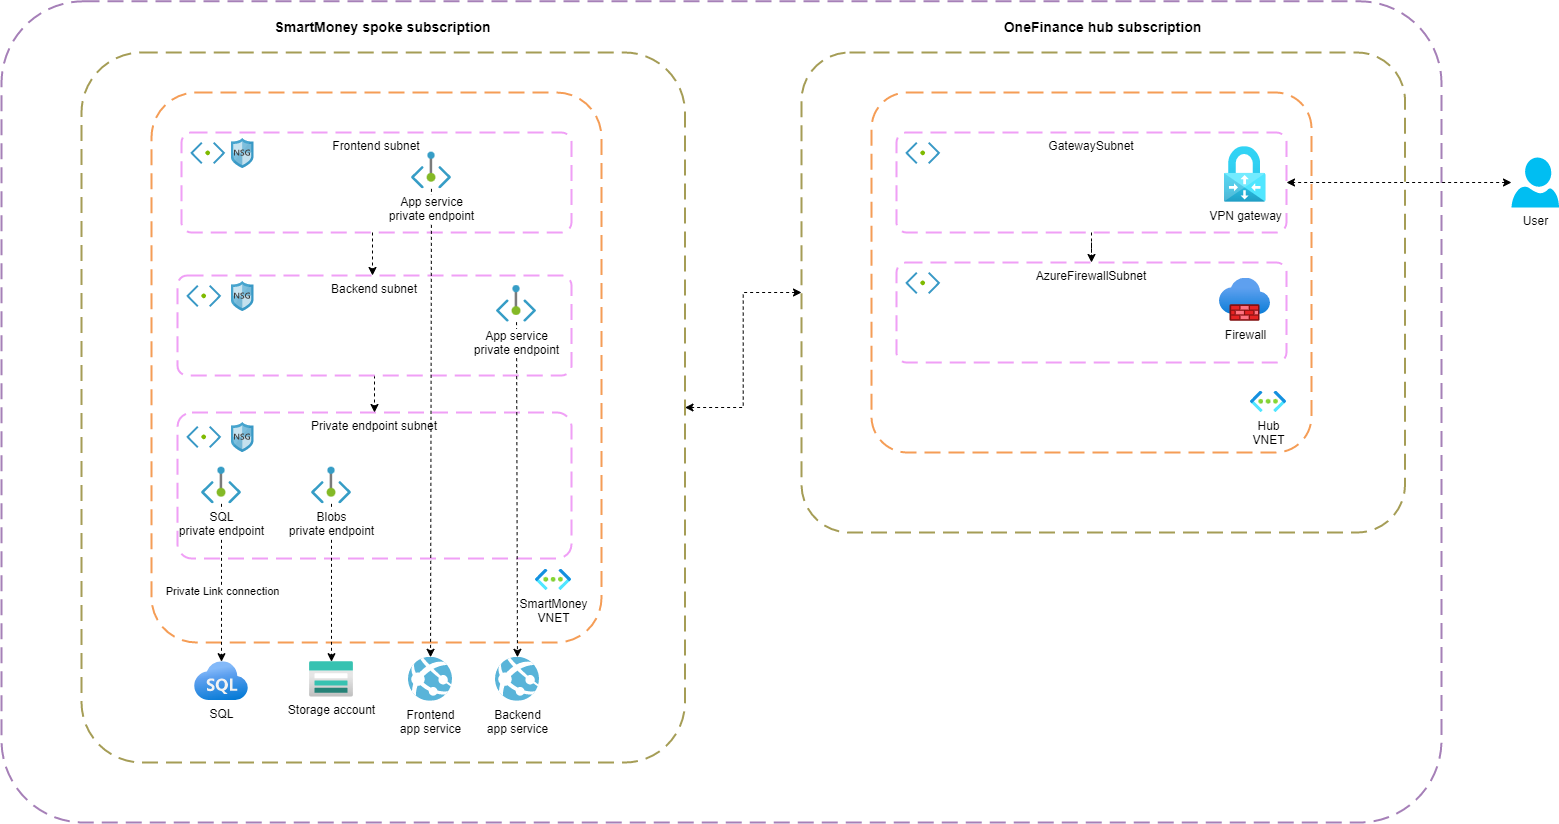 SmartMoney spoke subscription
OneFinance hub subscription
NSG
Frontend subnet
App service
private endpoint
NSG
Backend subnet
App service
private endpoint
NSG
Private endpoint subnet
SQL
private endpoint
Blobs
private endpoint
Private Link connection
SmartMoney
VNET
SQL
SQL
Storage account
Frontend
app service
Backend
app service
GatewaySubnet
VPN gateway
AzureFirewallSubnet
Firewall
Hub
VNET
User